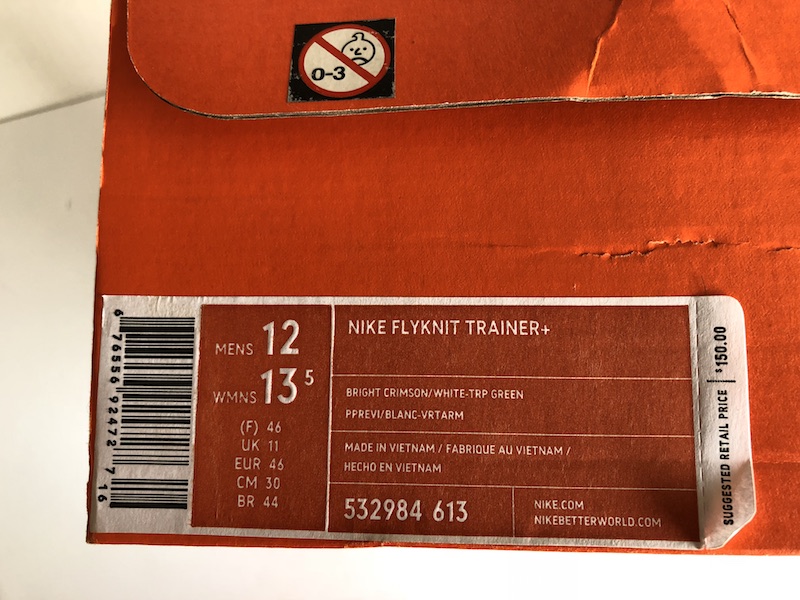 0-3
6 76556 92472 7 16
MENS 12
WMNS 13 5
(F) 46
UK 11
EUR 46
CM 30
BR 44
NIKE FLYKNIT TRAINER+
BRIGHT CRIMSON/WHITE-TRP GREEN
PPREVI/BLANC-VRTARM
MADE IN VIETNAM / FABRIQUE AU VIETNAM /
HECHO EN VIETNAM
532984 613
NIKE.COM
NIKEBETTERWORLD.COM
SUGGESTED RETAIL PRICE | $150.00